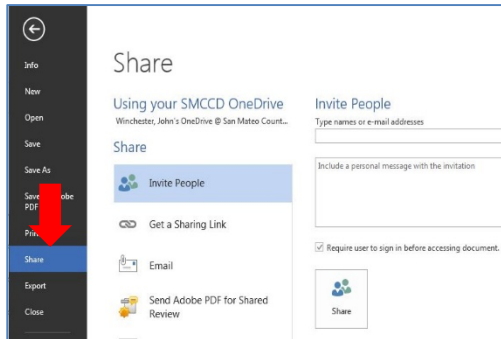 Info
New
Open
Save
Save As
Save obe
PDF
Prin
Share
Export
Close
Share
Using your SMCCD OneDrive
Winchester, John's OneDrive @ San Mateo Count...
Share
Invite People
Get a Sharing Link
Email
Send Adobe PDF for Shared
Review
Invite People
Type names or e-mail addresses
Include a personal message with the invitation
Require user to sign in before accessing document.
Share